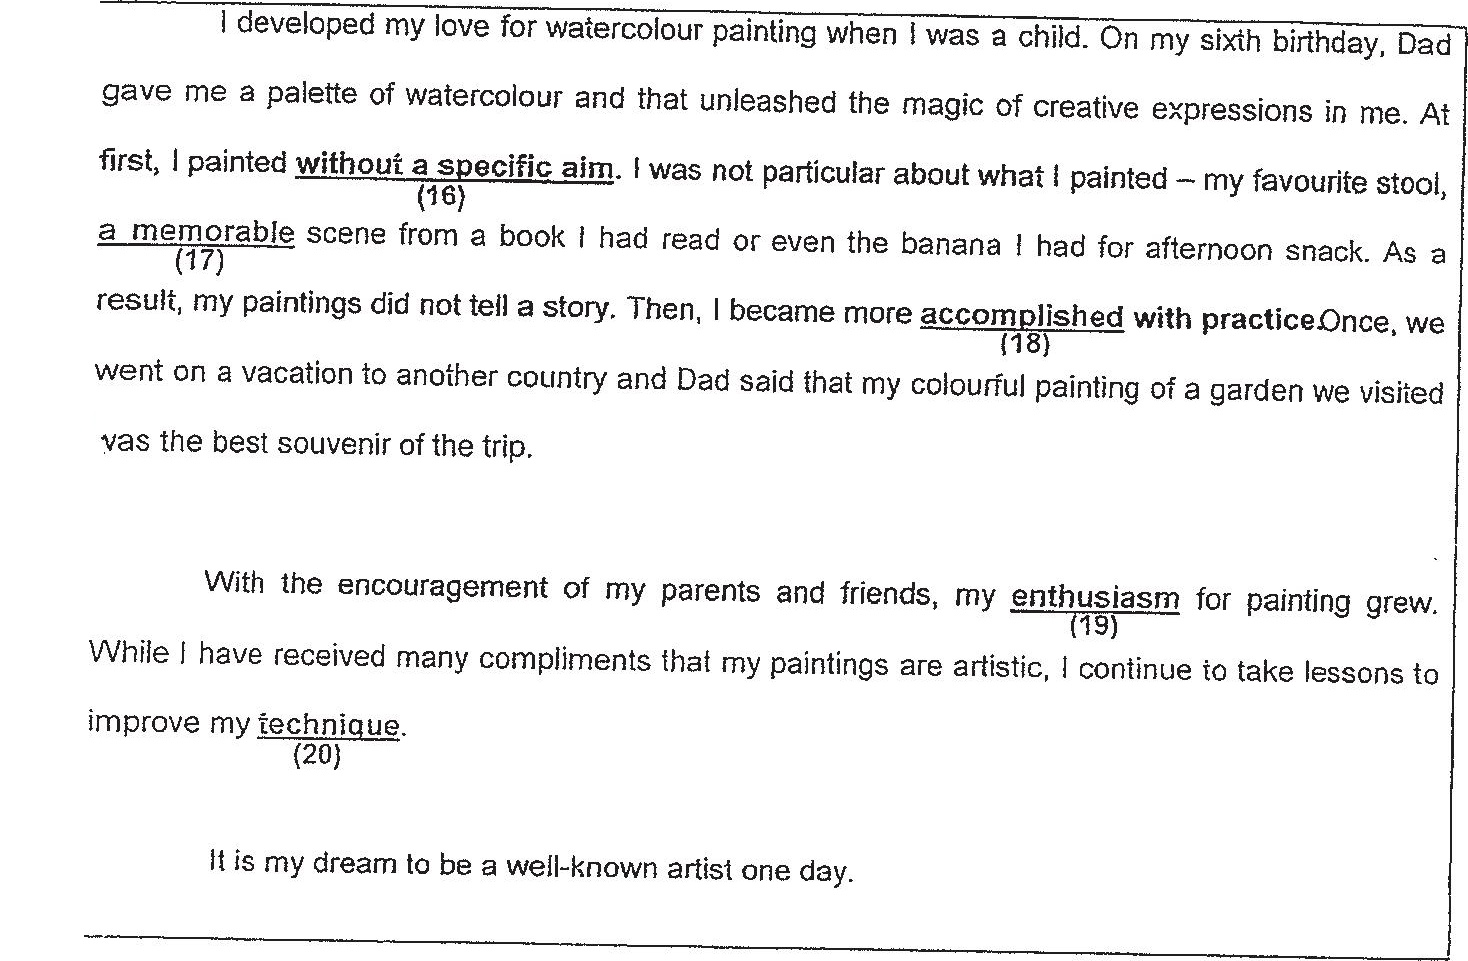 I developed my love for watercolour painting when I was a child. On my sixth birthday, Dad
gave me a palette of watercolour and that unleashed the magic of creative expressions in me. At
first, I painted without a specific aim. I was not particular about what I painted – my favourite stool,
(16)
a memorable scene from a book I had read or even the banana I had for afternoon snack. As a
(17)
result, my paintings did not tell a story. Then, I became more accomplished with practice.Once, we
(18)
went on a vacation to another country and Dad said that my colourful painting of a garden we visited
vas the best souvenir of the trip.
With the encouragement of my parents and friends, my enthusiasm for painting grew.
(19)
While I have received many compliments that my paintings are artistic, I continue to take lessons to
improve my technique.
(20)
It is my dream to be a well-known artist one day.